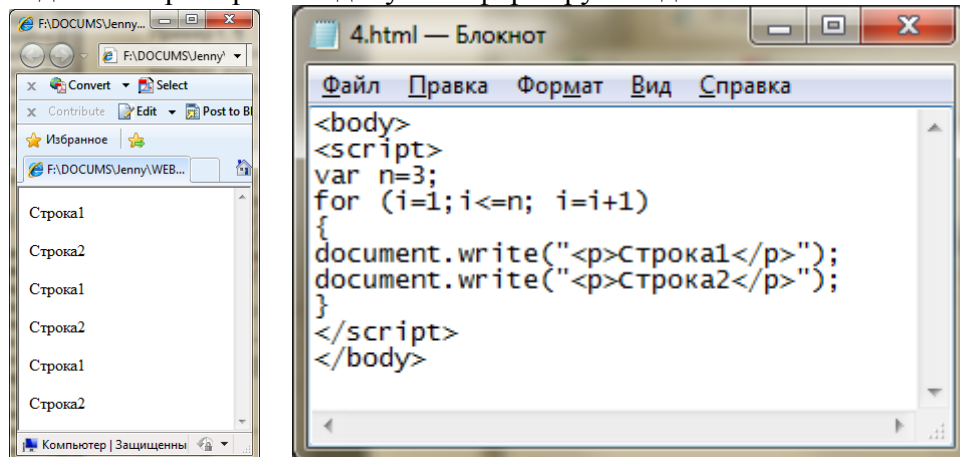 F:\DOCUMS\Jenny...
F:\DOCUMS\Jenny\
x Convert Select
x Contribute Edit Post to Bl
Избранное
F:\DOCUMS\Jenny\WEB...
Строка1
Строка2
Строка1
Строка2
Строка1
Строка2
Компьютер | Защищенны
4.html — Блокнот
Файл Правка Формат Вид Справка
<body>
<script>
var n=3;
for (i=1;i<=n; i=i+1)
{
document.write("<p>Строка1</p>");
document.write("<p>Строка2</p>");
}
</script>
</body>